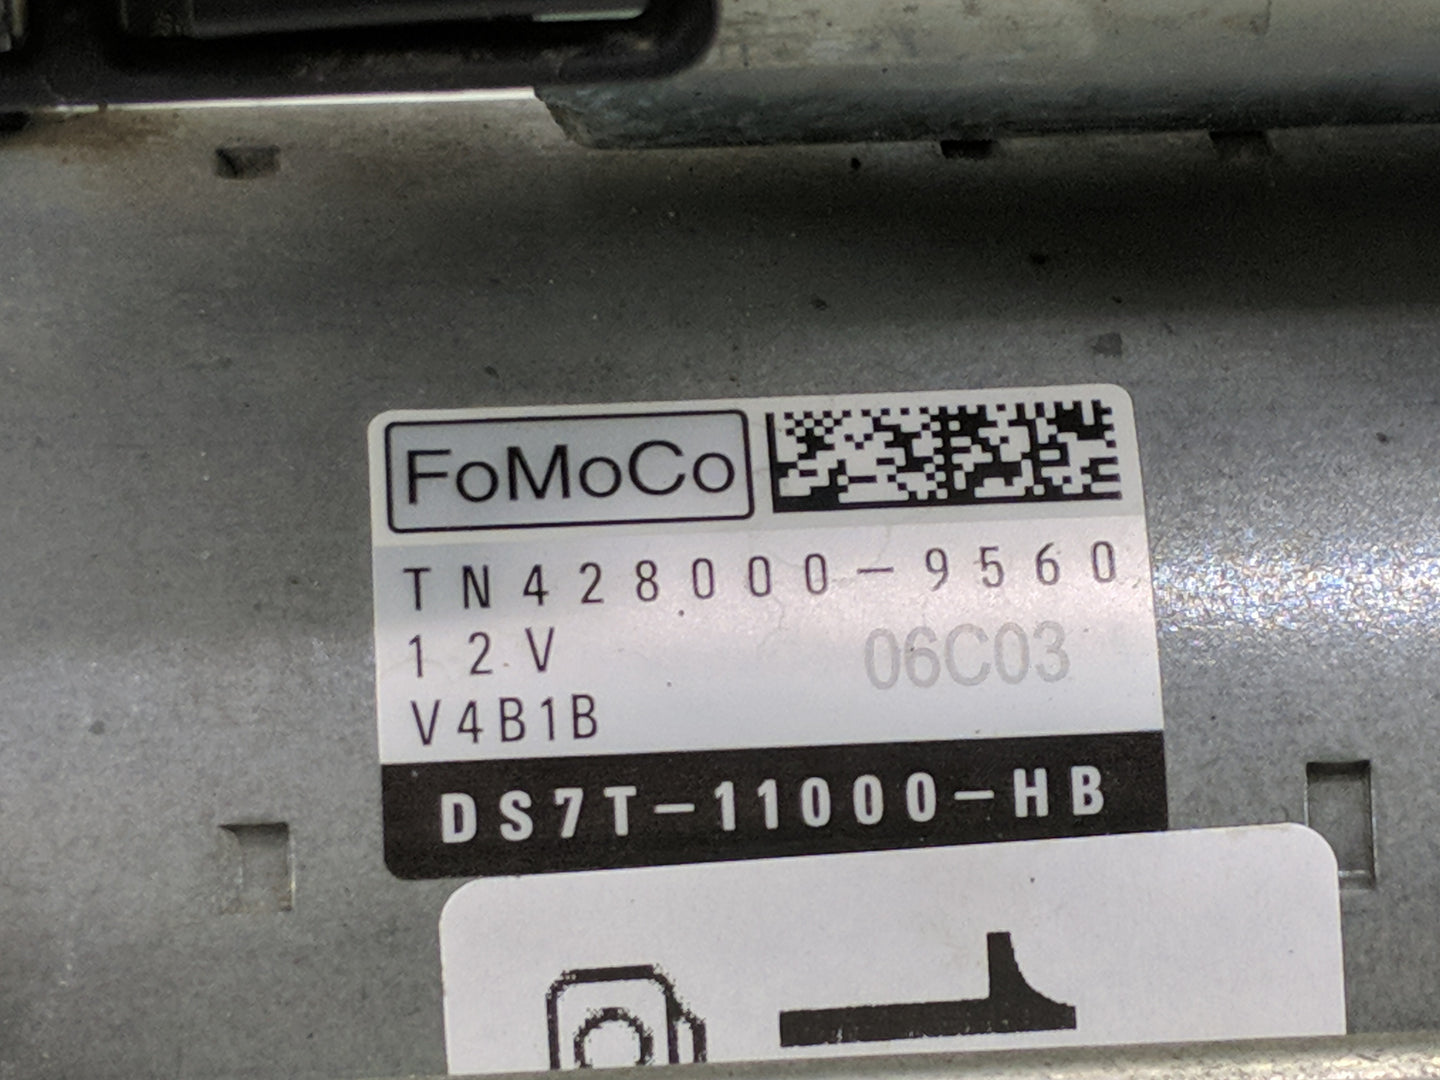 FoMoCo
TN428000-9560
12V 06C03
V4B1B
DS7T-11000-HB